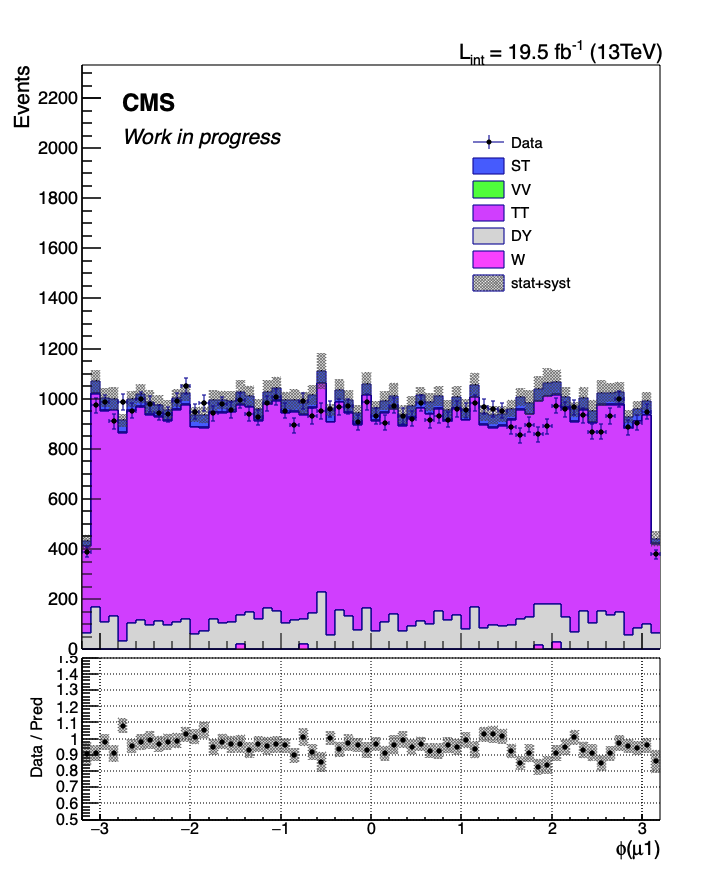 L_int = 19.5 fb^-1 (13TeV)
Events
CMS
Work in progress
2200
2000
1800
1600
1400
1200
1000
800
600
400
200
0
Data
ST
VV
TT
DY
W
stat+syst
Data / Pred
1.5
1.4
1.3
1.2
1.1
1
0.9
0.8
0.7
0.6
0.5
−3 −2 −1 0 1 2 3
ϕ(μ1)